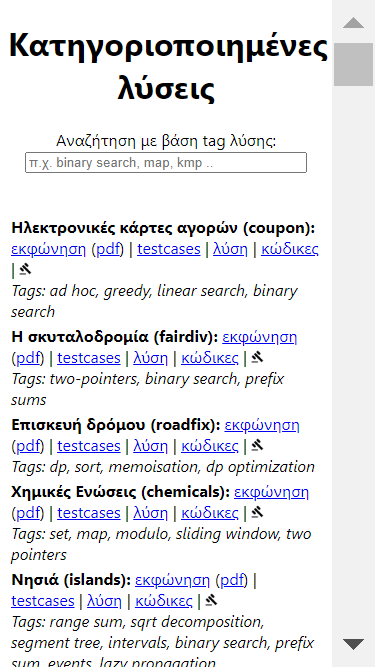 Κατηγοριοποιημένες
λύσεις
Αναζήτηση με βάση tag λύσης:
π.χ. binary search, map, kmp ..
Ηλεκτρονικές κάρτες αγορών (coupon):
εκφώνηση (pdf) | testcases | λύση | κώδικες
|
Tags: ad hoc, greedy, linear search, binary
search
Η σκυταλοδρομία (fairdiv): εκφώνηση
(pdf) | testcases | λύση | κώδικες |
Tags: two-pointers, binary search, prefix
sums
Επισκευή δρόμου (roadfix): εκφώνηση
(pdf) | testcases | λύση | κώδικες |
Tags: dp, sort, memoisation, dp optimization
Χημικές Ενώσεις (chemicals): εκφώνηση
(pdf) | testcases | λύση | κώδικες |
Tags: set, map, modulo, sliding window, two
pointers
Νησιά (islands): εκφώνηση (pdf) |
testcases | λύση | κώδικες |
Tags: range sum, sqrt decomposition,
segment tree, intervals, binary search, prefix
sum, events, lazy propagation